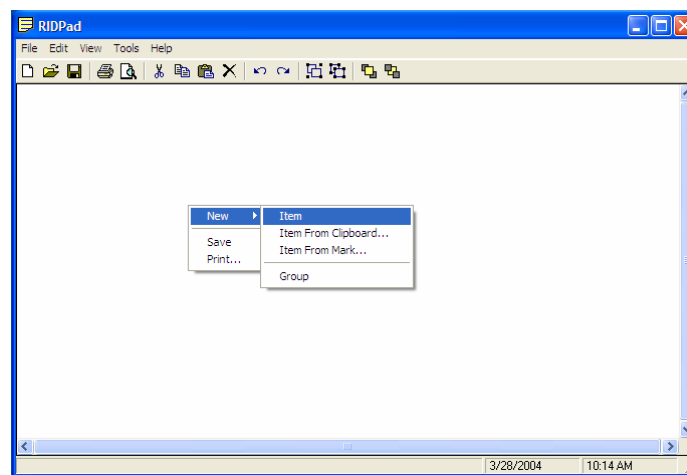 RIDPad
File Edit View Tools Help
New
Item
Item From Clipboard...
Save
Item From Mark...
Print...
Group
3/28/2004 10:14 AM